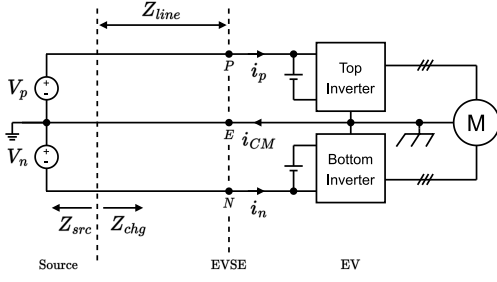 Z_line
P
i_p
V_p
+
-
Top
Inverter
E
i_CM
M
V_n
+
-
Bottom
Inverter
N
i_n
Z_src
Z_chg
Source
EVSE
EV